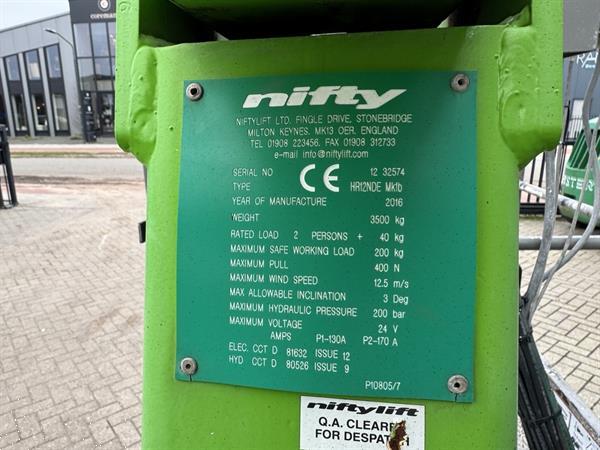 nifty
NIFTYLIFT LTD. FINGLE DRIVE, STONEBRIDGE
MILTON KEYNES. MK13 OER. ENGLAND
TEL 01908 223456. FAX 01908 312733
e-mail info@niftylift.com
SERIAL NO CE 12 32574
TYPE HR12NDE Mk1b
YEAR OF MANUFACTURE 2016
WEIGHT 3500 kg
RATED LOAD 2 PERSONS + 40 kg
MAXIMUM SAFE WORKING LOAD 200 kg
MAXIMUM PULL 400 N
MAXIMUM WIND SPEED 12.5 m/s
MAX ALLOWABLE INCLINATION 3 Deg
MAXIMUM HYDRAULIC PRESSURE 200 bar
MAXIMUM VOLTAGE 24 V
AMPS P1-130A P2-170 A
ELEC. CCT D 81632 ISSUE 12
HYD CCT D 80526 ISSUE 9
P10805/7
niftylift
Q.A. CLEARED
FOR DESPATCH